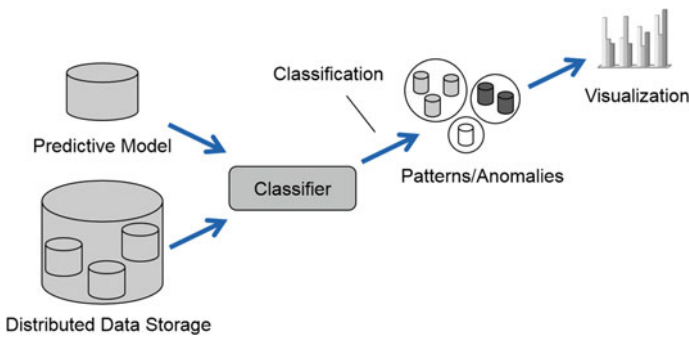 Classification
Visualization
Predictive Model
Classifier
Patterns/Anomalies
Distributed Data Storage